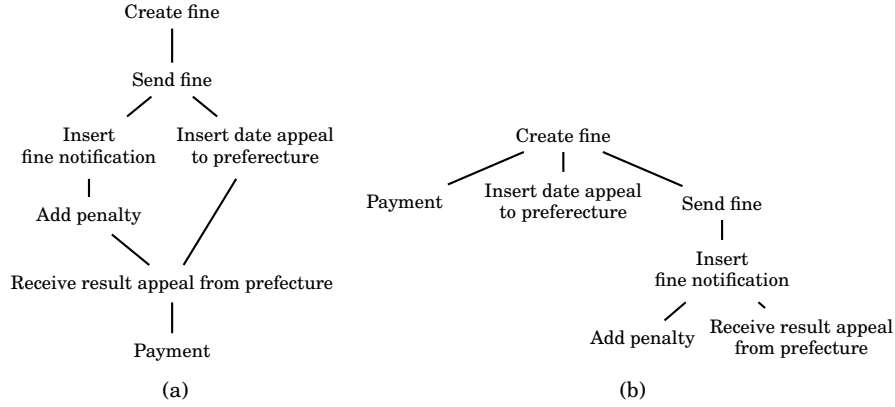 Create fine
Send fine
Insert
fine notification
Insert date appeal
to preferecture
Add penalty
Receive result appeal from prefecture
Payment
(a)
Create fine
Payment
Insert date appeal
to preferecture
Send fine
Insert
fine notification
Add penalty
Receive result appeal
from prefecture
(b)